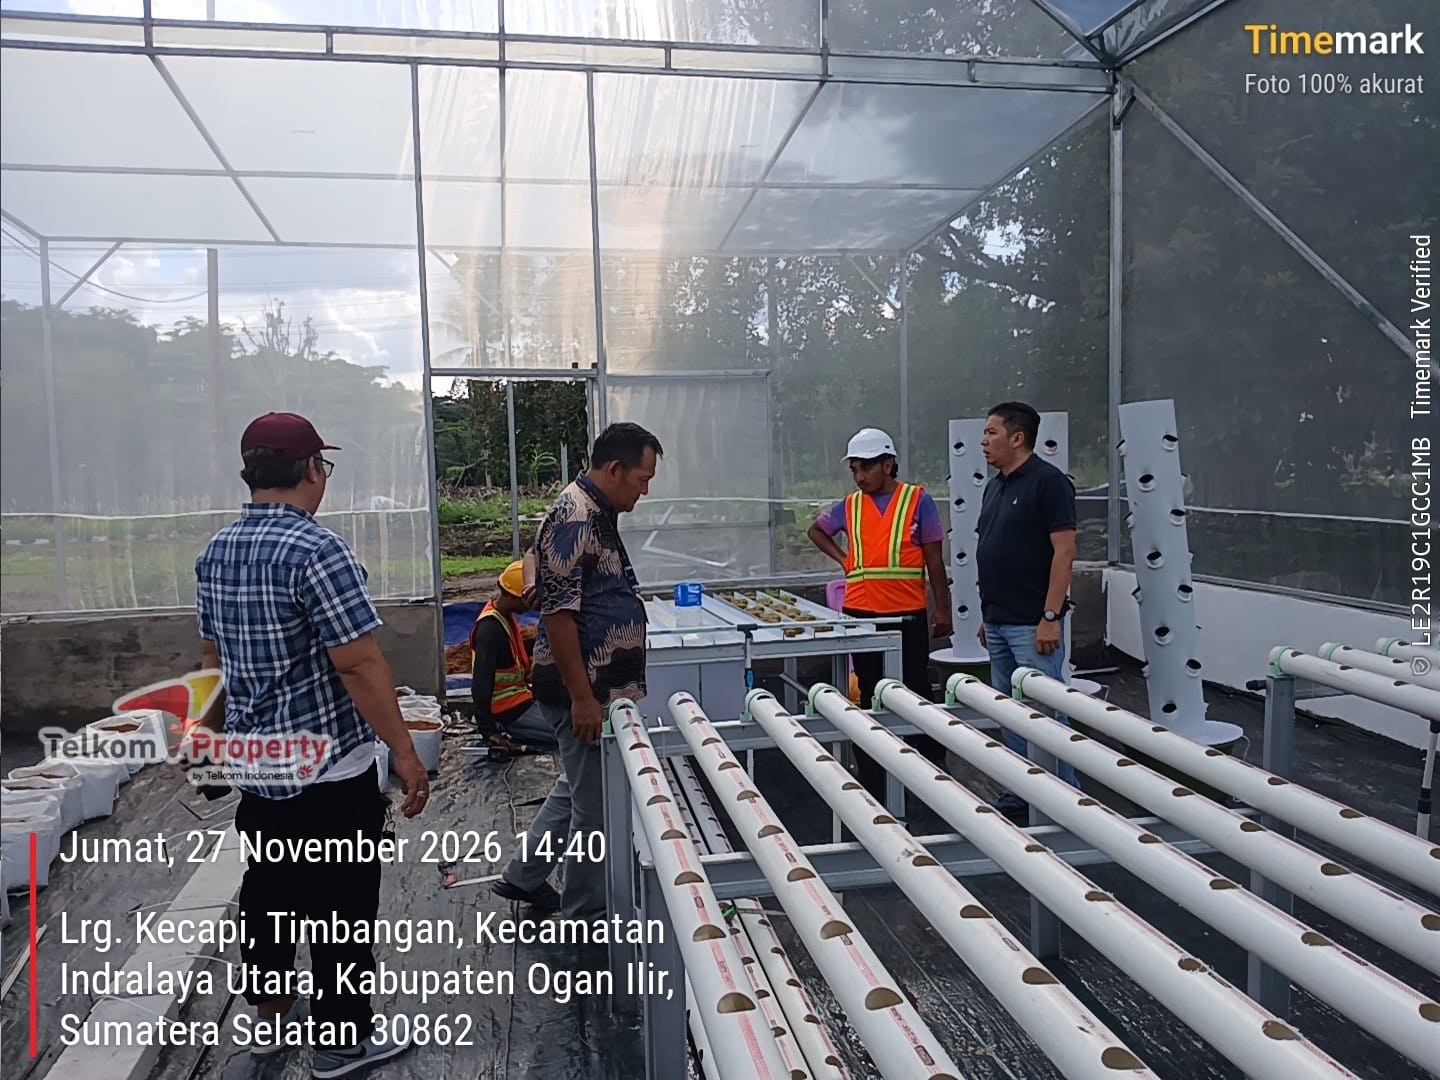 Timemark
Foto 100% akurat
LE2R19C1GCC1MB Timemark Verified
Telkom Property
by Telkom Indonesia
Jumat, 27 November 2026 14:40
Lrg. Kecapi, Timbangan, Kecamatan
Indralaya Utara, Kabupaten Ogan Ilir,
Sumatera Selatan 30862